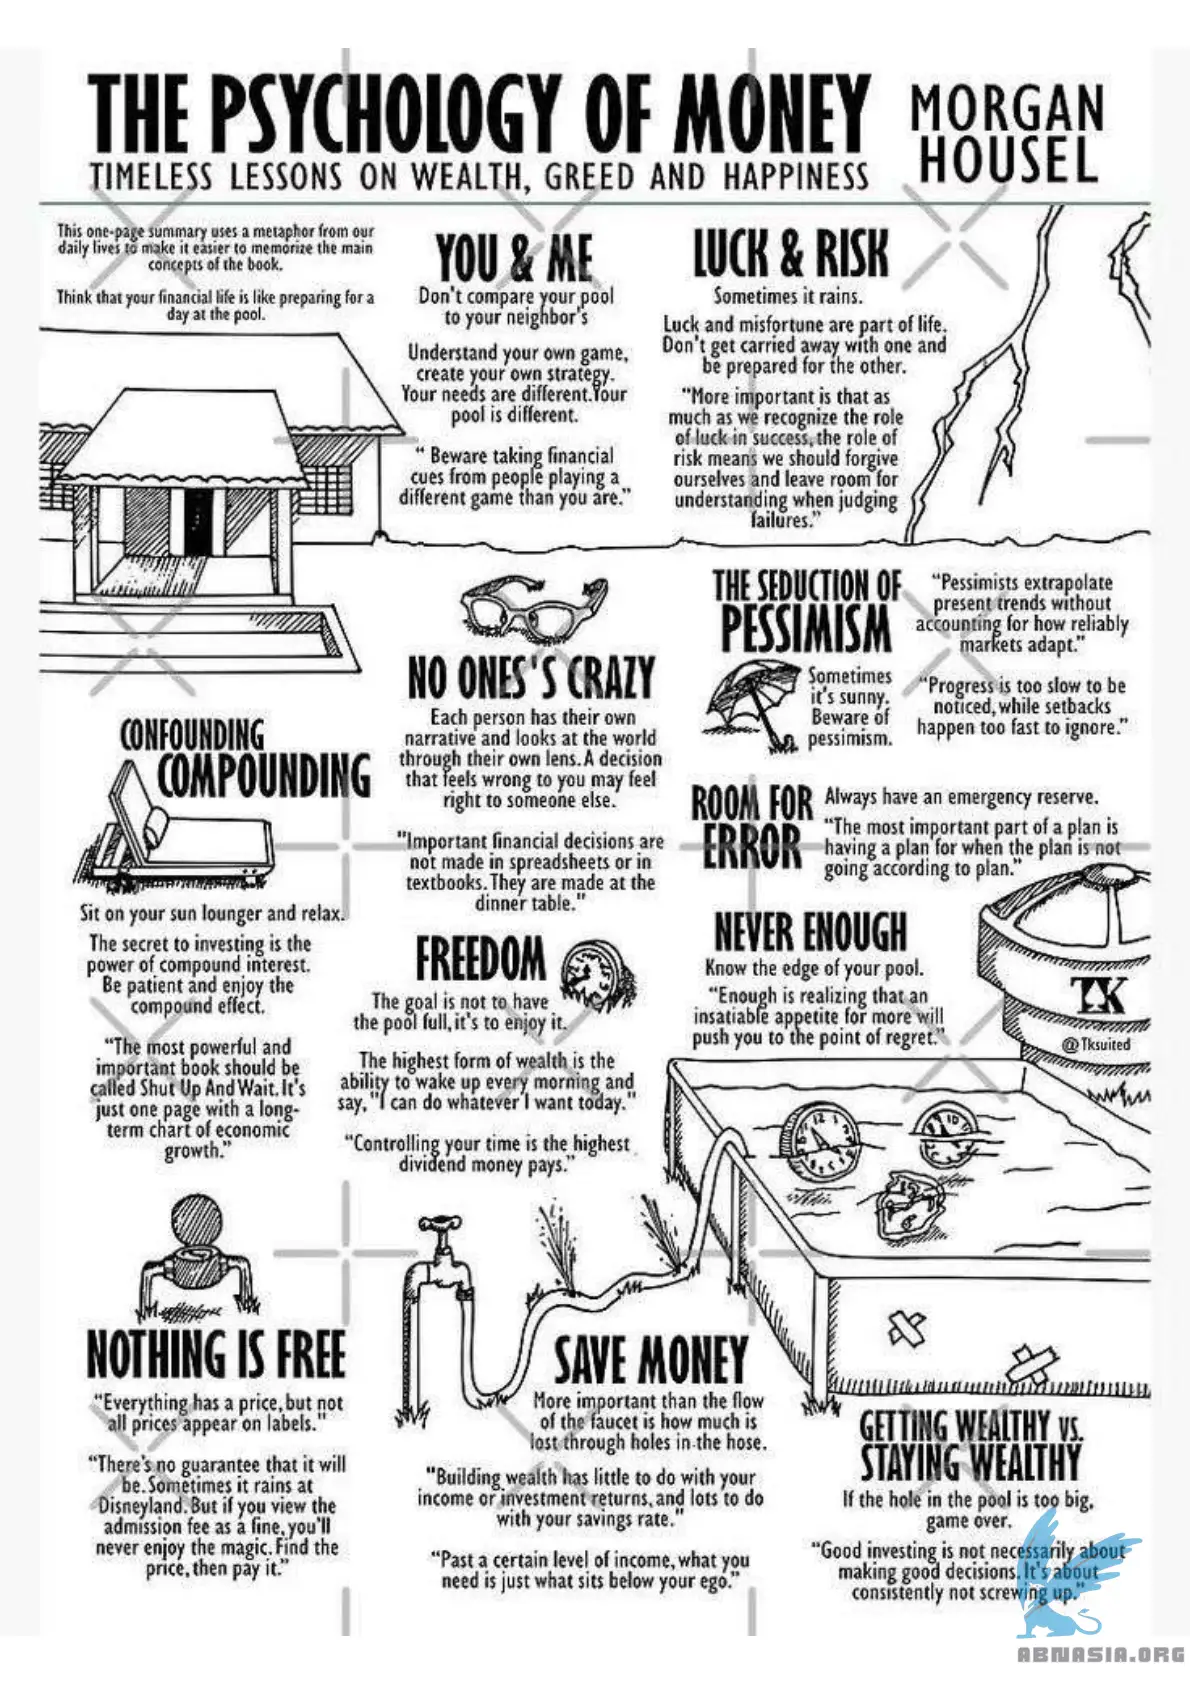 THE PSYCHOLOGY OF MONEY
TIMELESS LESSONS ON WEALTH, GREED AND HAPPINESS
MORGAN
HOUSEL
This one-page summary uses a metaphor from our
daily lives to make it easier to memorize the main
concepts of the book.
Think that your financial life is like preparing for a
day at the pool.
YOU & ME
Don't compare your pool
to your neighbor's
Understand your own game,
create your own strategy.
Your needs are different.Your
pool is different.
" Beware taking financial
cues from people playing a
different game than you are."
LUCK & RISK
Sometimes it rains.
Luck and misfortune are part of life.
Don't get carried away with one and
be prepared for the other.
"More important is that as
much as we recognize the role
of luck in success, the role of
risk means we should forgive
ourselves and leave room for
understanding when judging
failures."
NO ONES'S CRAZY
Each person has their own
narrative and looks at the world
through their own lens. A decision
that feels wrong to you may feel
right to someone else.
"Important financial decisions are
not made in spreadsheets or in
textbooks. They are made at the
dinner table."
THE SEDUCTION OF
PESSIMISM
Sometimes
it's sunny.
Beware of
pessimism.
"Pessimists extrapolate
present trends without
accounting for how reliably
markets adapt."
"Progress is too slow to be
noticed, while setbacks
happen too fast to ignore."
CONFOUNDING
COMPOUNDING
Sit on your sun lounger and relax.
The secret to investing is the
power of compound interest.
Be patient and enjoy the
compound effect.
"The most powerful and
important book should be
called Shut Up And Wait. It's
just one page with a long-
term chart of economic
growth."
ROOM FOR
ERROR
Always have an emergency reserve.
"The most important part of a plan is
having a plan for when the plan is not
going according to plan."
FREEDOM
The goal is not to have
the pool full, it's to enjoy it.
The highest form of wealth is the
ability to wake up every morning and
say, "I can do whatever I want today."
"Controlling your time is the highest
dividend money pays."
NEVER ENOUGH
Know the edge of your pool.
"Enough is realizing that an
insatiable appetite for more will
push you to the point of regret."
TK
@Tksuited
NOTHING IS FREE
"Everything has a price, but not
all prices appear on labels."
"There's no guarantee that it will
be. Sometimes it rains at
Disneyland. But if you view the
admission fee as a fine, you'll
never enjoy the magic. Find the
price, then pay it."
SAVE MONEY
More important than the flow
of the faucet is how much is
lost through holes in the hose.
"Building wealth has little to do with your
income or investment returns, and lots to do
with your savings rate."
"Past a certain level of income, what you
need is just what sits below your ego."
GETTING WEALTHY VS.
STAYING WEALTHY
If the hole in the pool is too big,
game over.
"Good investing is not necessarily about
making good decisions. It's about
consistently not screwing up."
ABNASIA.ORG